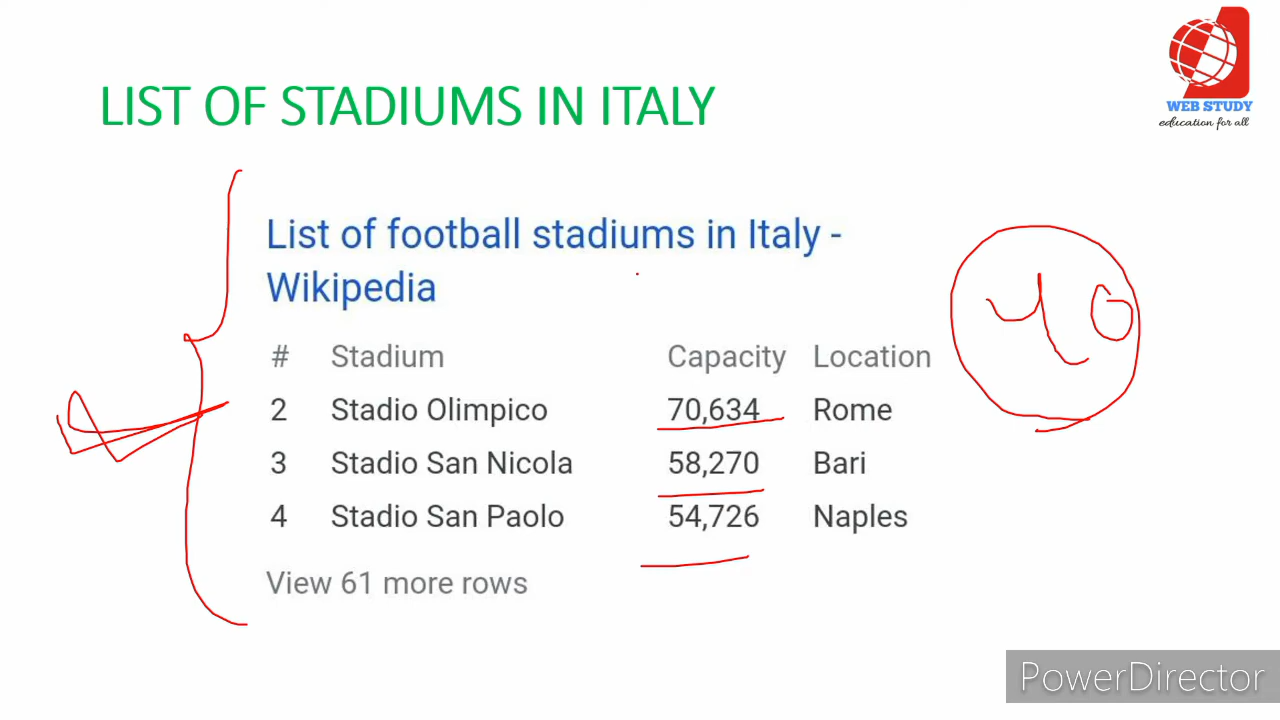 WEB STUDY
education for all
LIST OF STADIUMS IN ITALY
List of football stadiums in Italy -
Wikipedia
# Stadium Capacity Location
2 Stadio Olimpico 70,634 Rome
3 Stadio San Nicola 58,270 Bari
4 Stadio San Paolo 54,726 Naples
View 61 more rows
40
PowerDirector